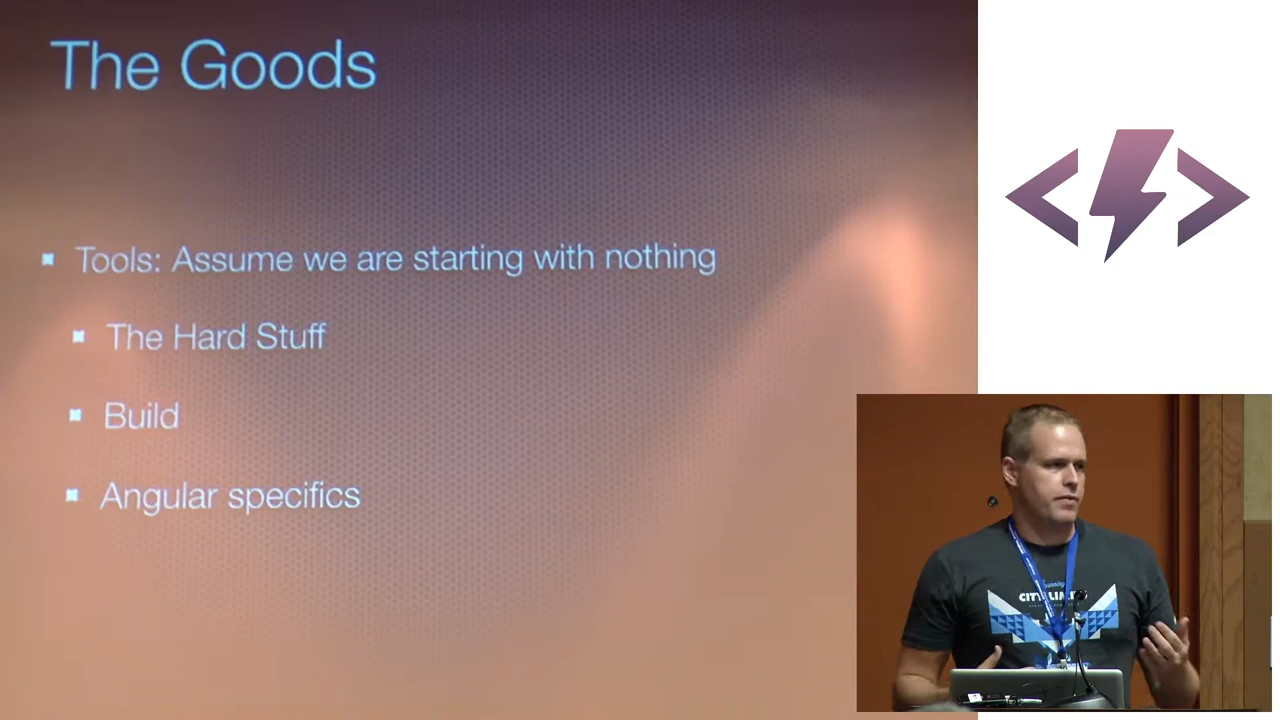 The Goods
Tools: Assume we are starting with nothing
The Hard Stuff
Build
Angular specifics